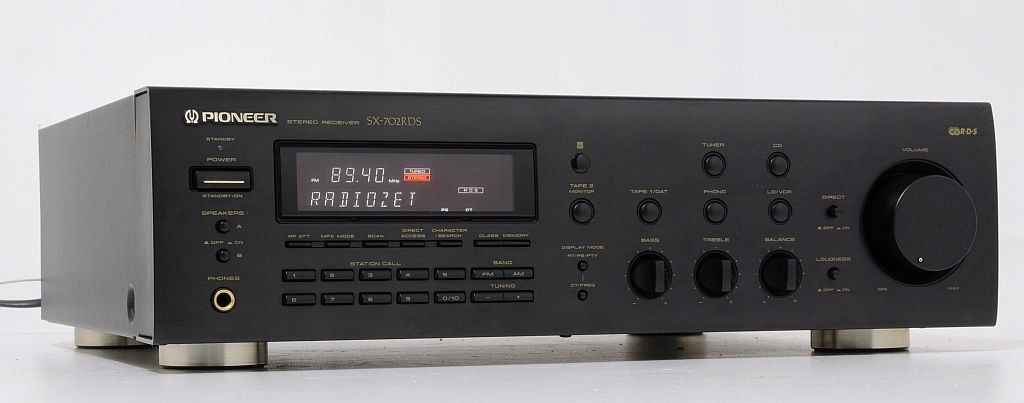 PIONEER STEREO RECEIVER SX-702RDS
R·D·S
STANDBY
POWER
STANDBY/ON
SPEAKERS
A
OFF ON
B
PHONES
FM 89.40 MHz TUNED
STEREO
RDS
RADIOZET
PS CT
RF ATT MPX MODE SCAN DIRECT ACCESS CHARACTER /SEARCH CLASS MEMORY
STATION CALL
BAND
1 2 3 4 5 FM AM
TUNING
6 7 8 9 0/10 - +
TUNER CD
TAPE 2 MONITOR TAPE 1/DAT PHONO LD/VCR
DISPLAY MODE
RT/PS/PTY
CT/FREQ
BASS TREBLE BALANCE
DIRECT
OFF ON
LOUDNESS
OFF ON
VOLUME
MIN MAX